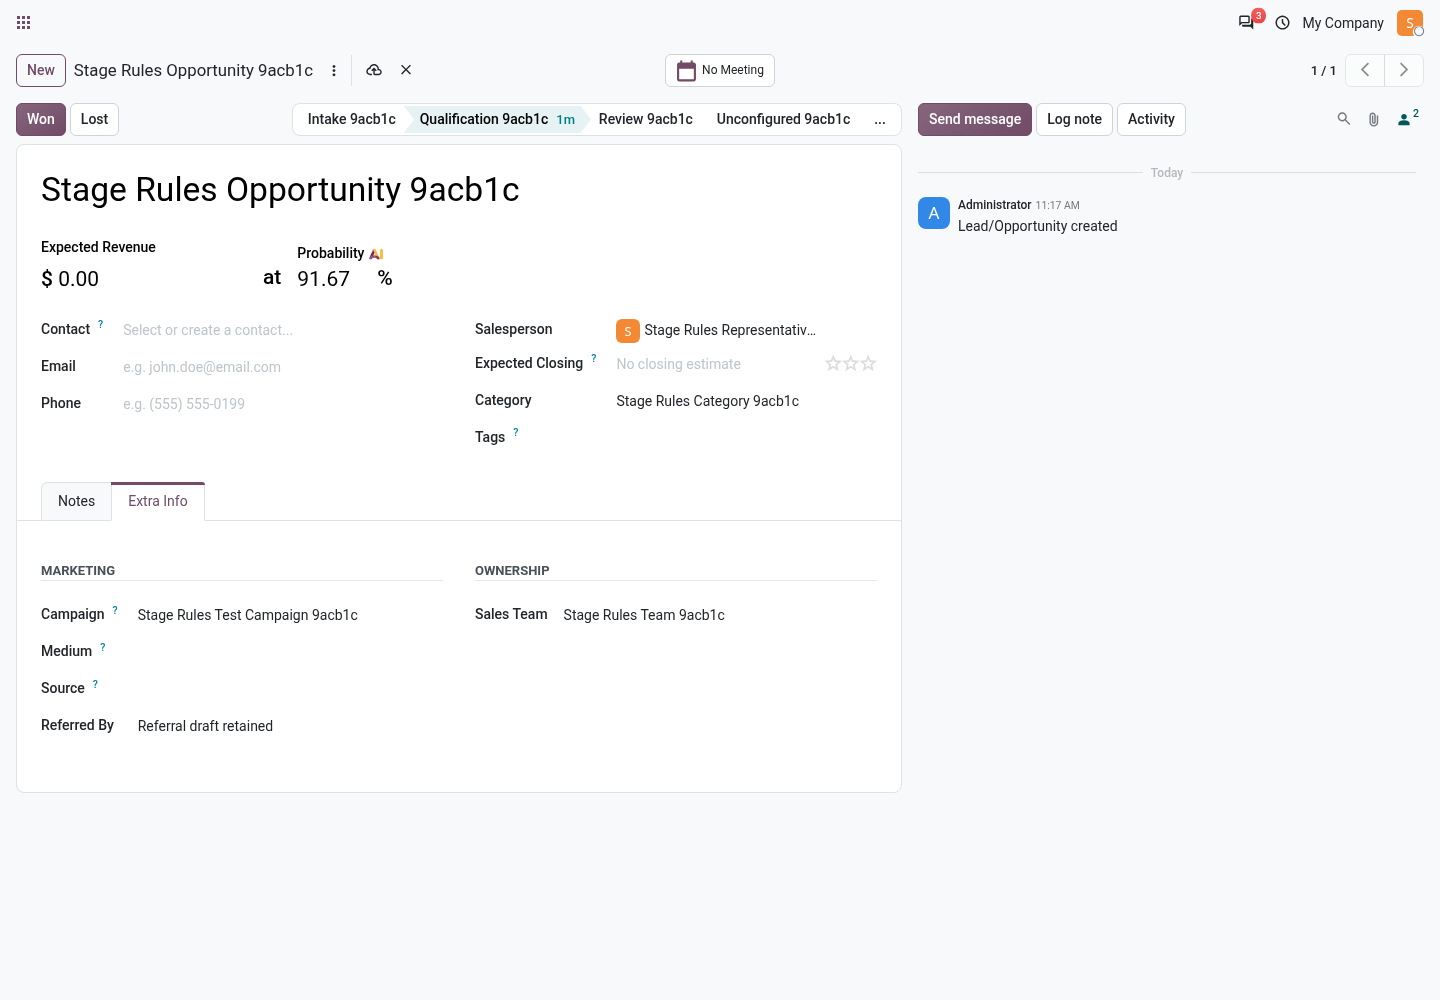 3
My Company
S
New
Stage Rules Opportunity 9acb1c
No Meeting
1 / 1
Won
Lost
Intake 9acb1c
Qualification 9acb1c 1m
Review 9acb1c
Unconfigured 9acb1c
...
Send message
Log note
Activity
2
Stage Rules Opportunity 9acb1c
Expected Revenue
Probability AI
$ 0.00
at
91.67
%
Contact ?
Select or create a contact...
Email
e.g. john.doe@email.com
Phone
e.g. (555) 555-0199
Salesperson
S
Stage Rules Representativ...
Expected Closing ?
No closing estimate
Category
Stage Rules Category 9acb1c
Tags ?
Notes
Extra Info
MARKETING
Campaign ?
Stage Rules Test Campaign 9acb1c
Medium ?
Source ?
Referred By
Referral draft retained
OWNERSHIP
Sales Team
Stage Rules Team 9acb1c
Today
A
Administrator 11:17 AM
Lead/Opportunity created